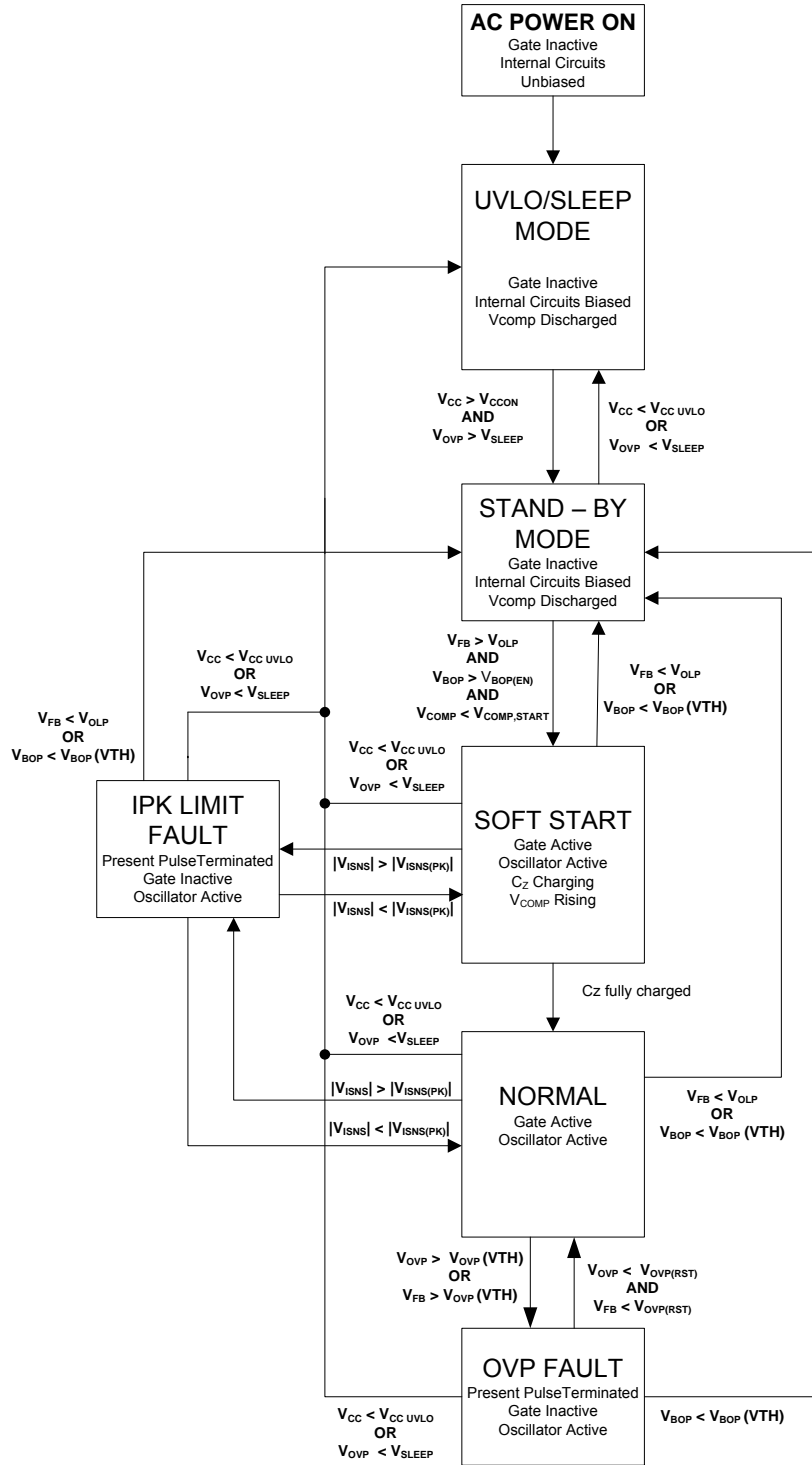 AC POWER ON
Gate Inactive
Internal Circuits
Unbiased
UVLO/SLEEP
MODE
Gate Inactive
Internal Circuits Biased
Vcomp Discharged
VCC > VCCON
AND
VOVP > VSLEEP
VCC < VCC UVLO
OR
VOVP < VSLEEP
STAND – BY
MODE
Gate Inactive
Internal Circuits Biased
Vcomp Discharged
VFB > VOLP
AND
VBOP > VBOP(EN)
AND
VCOMP < VCOMP,START
VFB < VOLP
OR
VBOP < VBOP (VTH)
VCC < VCC UVLO
OR
VOVP < VSLEEP
VFB < VOLP
OR
VBOP < VBOP (VTH)
VCC < VCC UVLO
OR
VOVP < VSLEEP
IPK LIMIT
FAULT
Present PulseTerminated
Gate Inactive
Oscillator Active
|VISNS| > |VISNS(PK)|
|VISNS| < |VISNS(PK)|
SOFT START
Gate Active
Oscillator Active
CZ Charging
VCOMP Rising
Cz fully charged
VCC < VCC UVLO
OR
VOVP <VSLEEP
|VISNS| > |VISNS(PK)|
|VISNS| < |VISNS(PK)|
NORMAL
Gate Active
Oscillator Active
VFB < VOLP
OR
VBOP < VBOP (VTH)
VOVP > VOVP (VTH)
OR
VFB > VOVP (VTH)
VOVP < VOVP(RST)
AND
VFB < VOVP(RST)
OVP FAULT
Present PulseTerminated
Gate Inactive
Oscillator Active
VCC < VCC UVLO
OR
VOVP < VSLEEP
VBOP < VBOP (VTH)